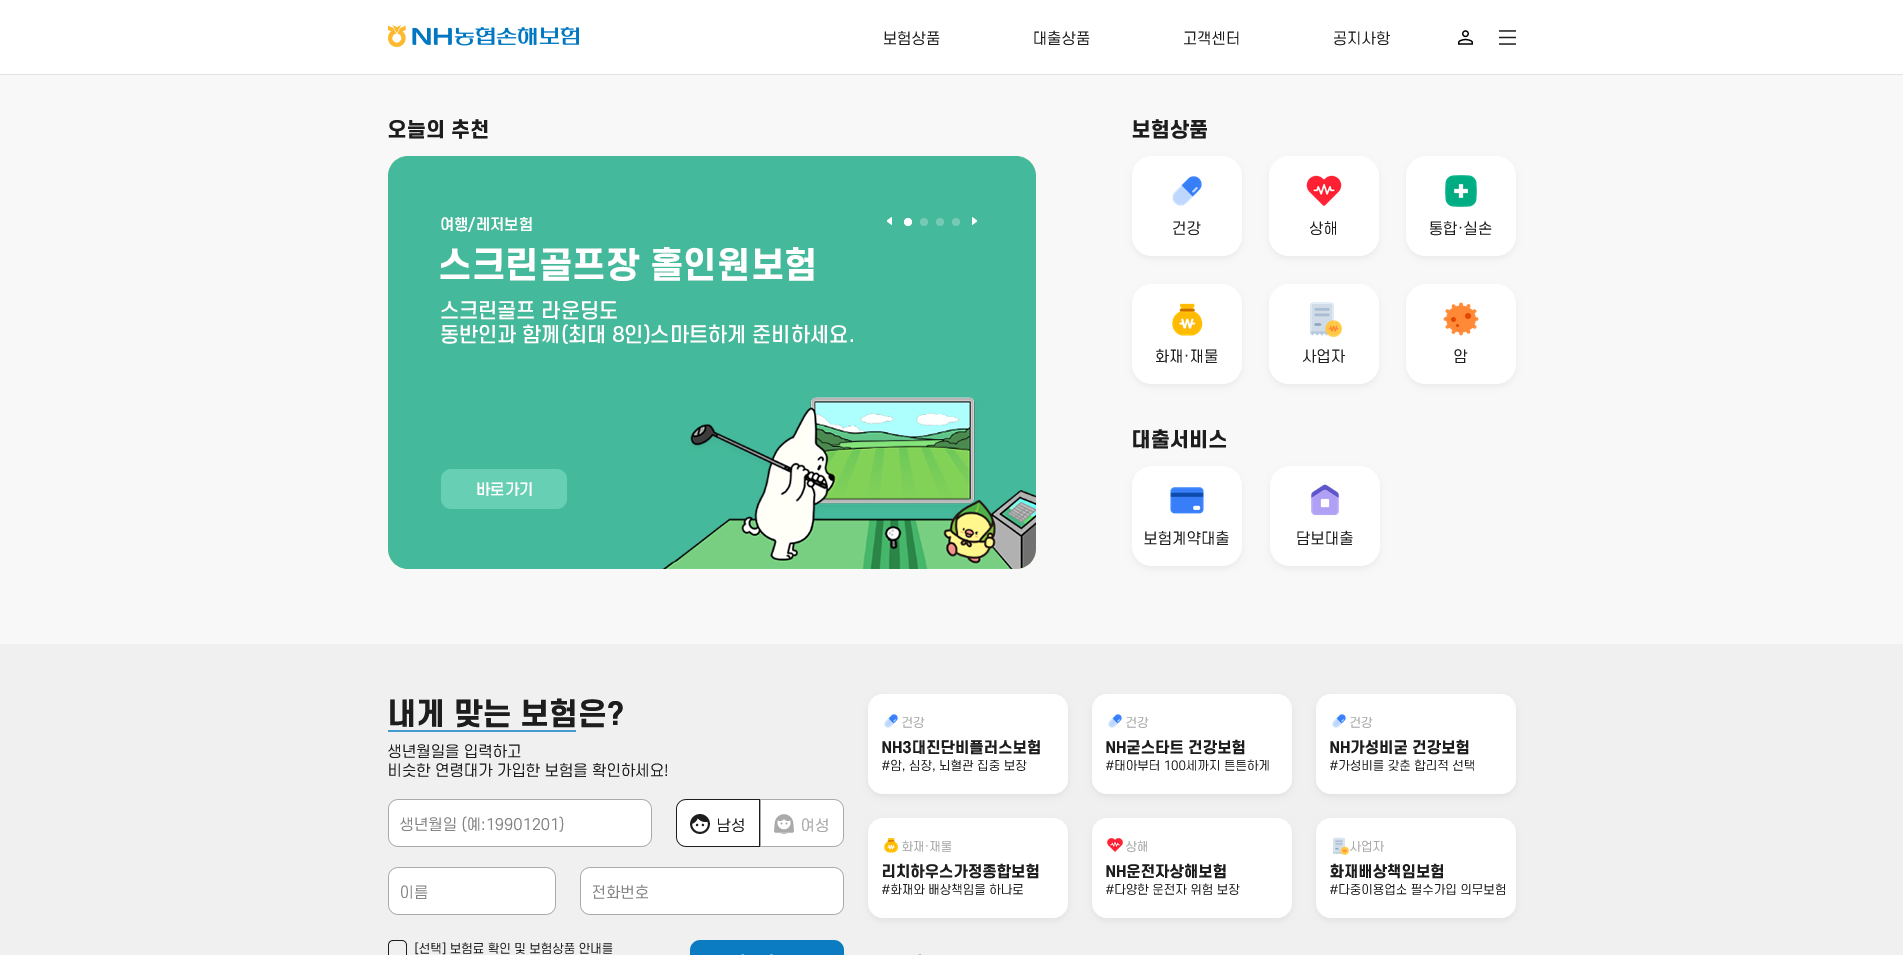 NH농협손해보험
보험상품
대출상품
고객센터
공지사항
오늘의 추천
여행/레저보험
스크린골프장 홀인원보험
스크린골프 라운딩도
동반인과 함께(최대 8인)스마트하게 준비하세요.
바로가기
보험상품
건강
상해
통합·실손
화재·재물
사업자
암
대출서비스
보험계약대출
담보대출
내게 맞는 보험은?
생년월일을 입력하고
비슷한 연령대가 가입한 보험을 확인하세요!
생년월일 (예:19901201)
남성
여성
이름
전화번호
[선택] 보험료 확인 및 보험상품 안내를
건강
NH3대진단비플러스보험
#암, 심장, 뇌혈관 집중 보장
건강
NH굳스타트 건강보험
#태아부터 100세까지 튼튼하게
건강
NH가성비굳 건강보험
#가성비를 갖춘 합리적 선택
화재·재물
리치하우스가정종합보험
#화재와 배상책임을 하나로
상해
NH운전자상해보험
#다양한 운전자 위험 보장
사업자
화재배상책임보험
#다중이용업소 필수가입 의무보험